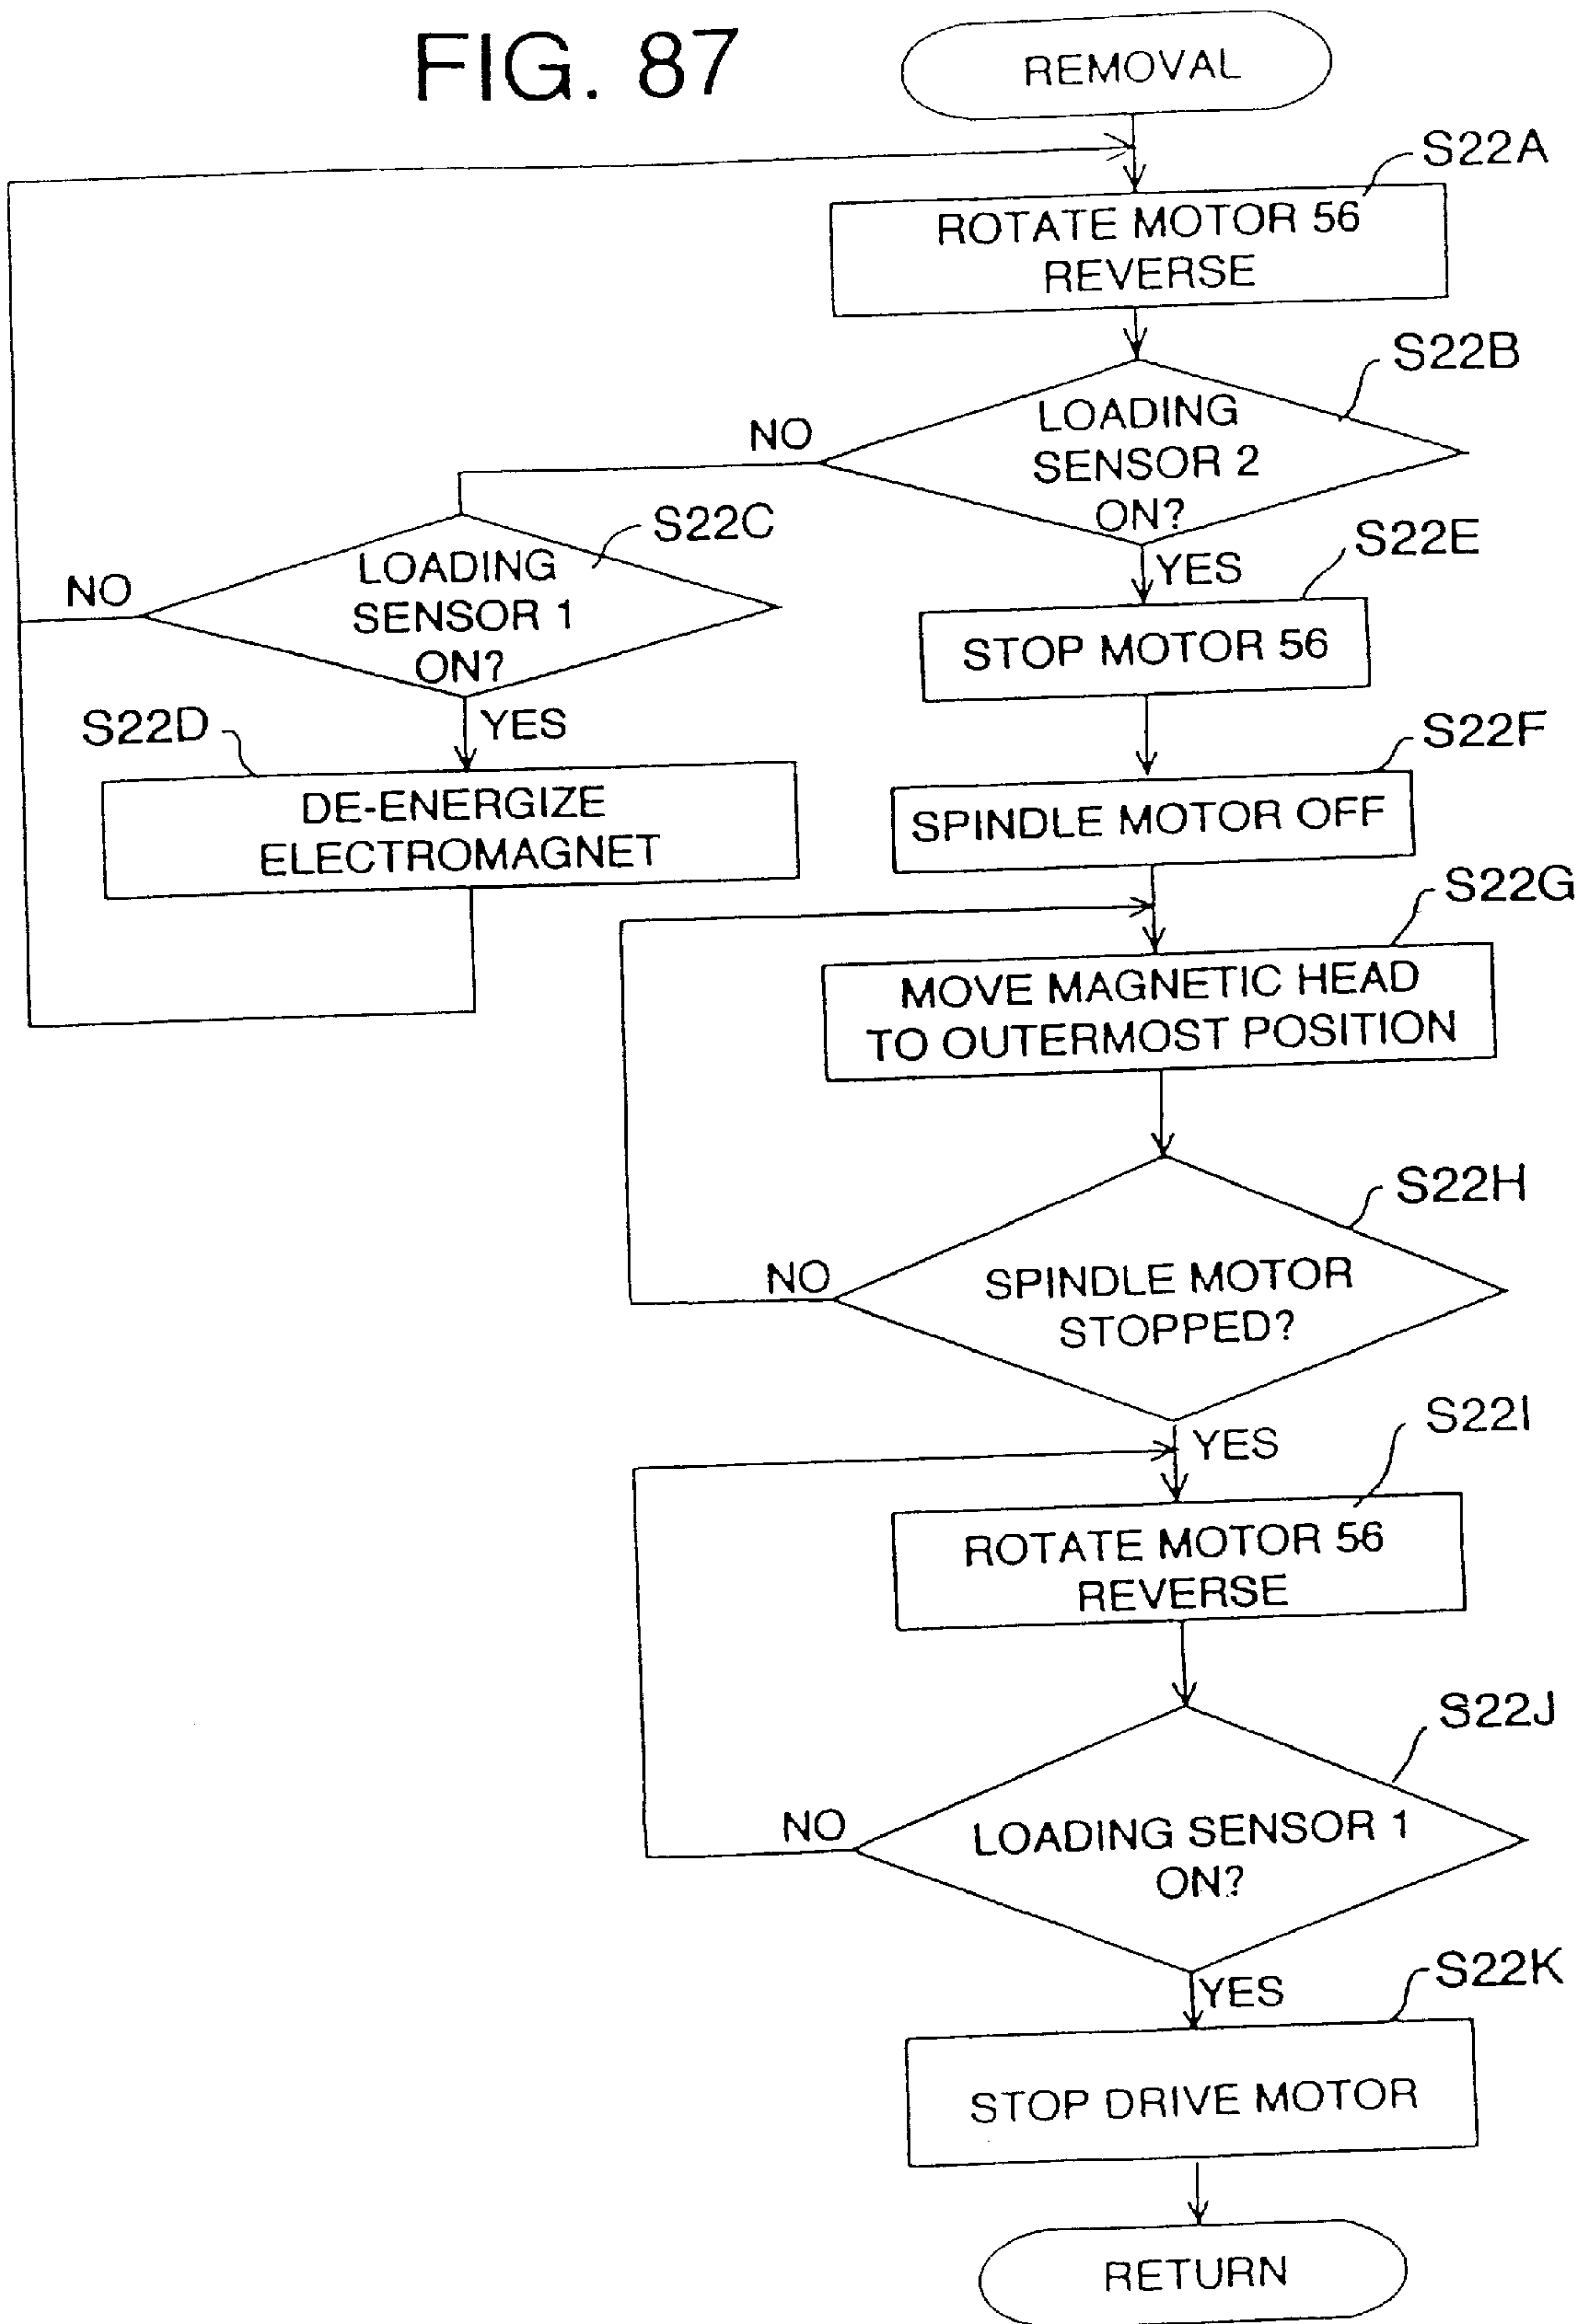 FIG. 87
REMOVAL
S22A
ROTATE MOTOR 56
REVERSE
S22B
LOADING
SENSOR 2
ON?
NO
YES
S22C
LOADING
SENSOR 1
ON?
NO
YES
S22D
DE-ENERGIZE
ELECTROMAGNET
S22E
STOP MOTOR 56
S22F
SPINDLE MOTOR OFF
S22G
MOVE MAGNETIC HEAD
TO OUTERMOST POSITION
S22H
SPINDLE MOTOR
STOPPED?
NO
YES
S22I
ROTATE MOTOR 56
REVERSE
S22J
LOADING SENSOR 1
ON?
NO
YES
S22K
STOP DRIVE MOTOR
RETURN